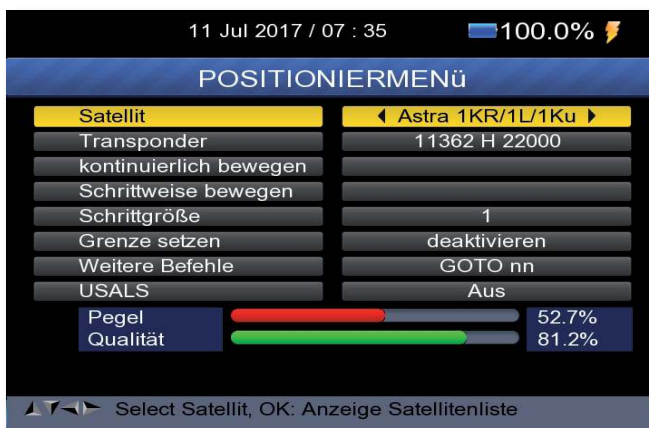 11 Jul 2017 / 07 : 35 100.0%
POSITIONIERMENü
Satellit Astra 1KR/1L/1Ku
Transponder 11362 H 22000
kontinuierlich bewegen
Schrittweise bewegen
Schrittgröße 1
Grenze setzen deaktivieren
Weitere Befehle GOTO nn
USALS Aus
Pegel 52.7%
Qualität 81.2%
Select Satellit, OK: Anzeige Satellitenliste